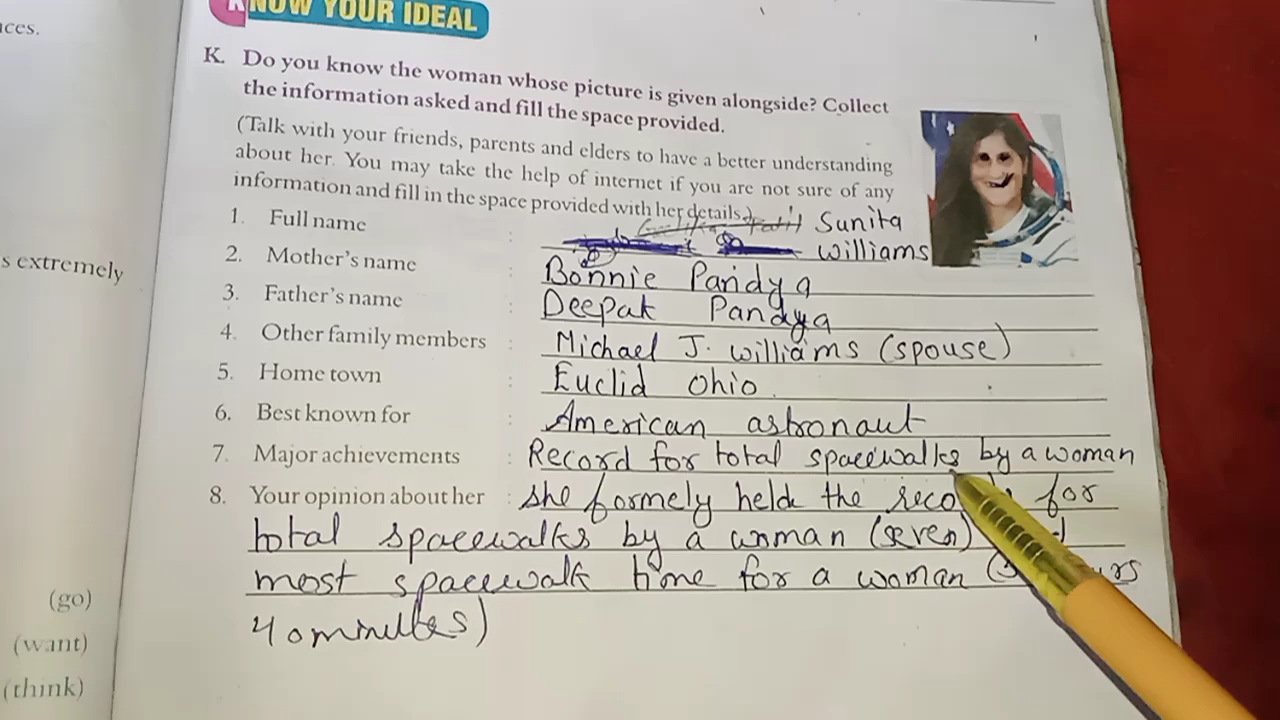 KNOW YOUR IDEAL
ces.
K. Do you know the woman whose picture is given alongside? Collect
the information asked and fill the space provided.
(Talk with your friends, parents and elders to have a better understanding
about her. You may take the help of internet if you are not sure of any
information and fill in the space provided with her details.)
1. Full name : Sunita
williams
2. Mother's name : Bonnie Pandya
3. Father's name : Deepak Pandya
4. Other family members : Michael J. williams (spouse)
5. Home town : Euclid Ohio
6. Best known for : American astronaut
7. Major achievements : Record for total spacewalks by a woman
8. Your opinion about her : she formely held the for
total spacewalks by a woman (seven)
most spacewalk time for a woman
40 minutes)
s extremely
(go)
(want)
(think)